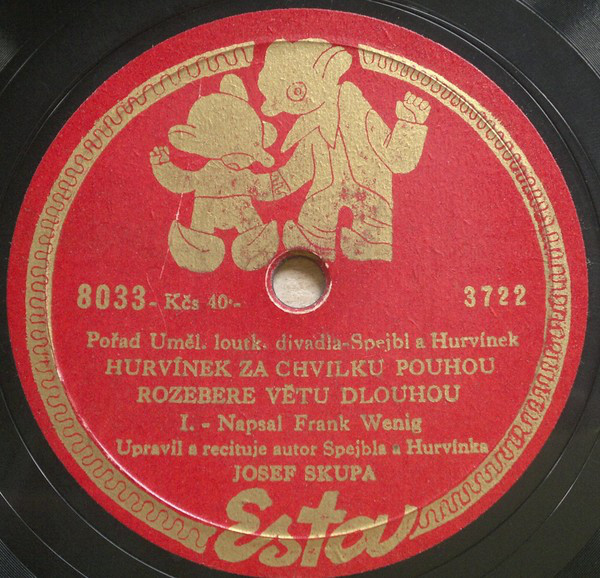 8033- Kčs 40·- 3722
Pořad Uměl. loutk. divadla-Spejbl a Hurvínek
HURVÍNEK ZA CHVILKU POUHOU
ROZEBERE VĚTU DLOUHOU
I. - Napsal Frank Wenig
Upravil a recituje autor Spejbla a Hurvínka
JOSEF SKUPA
Esta